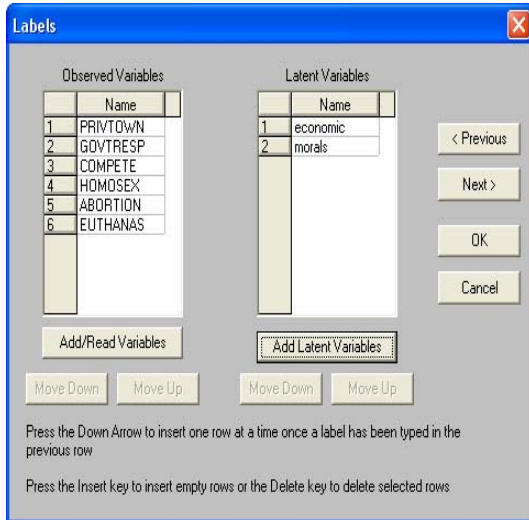 Labels
Observed Variables
Name
1 PRIVTOWN
2 GOVTRESP
3 COMPETE
4 HOMOSEX
5 ABORTION
6 EUTHANAS
Add/Read Variables
Move Down Move Up
Latent Variables
Name
1 economic
2 morals
Add Latent Variables
Move Down Move Up
< Previous
Next >
OK
Cancel
Press the Down Arrow to insert one row at a time once a label has been typed in the
previous row
Press the Insert key to insert empty rows or the Delete key to delete selected rows